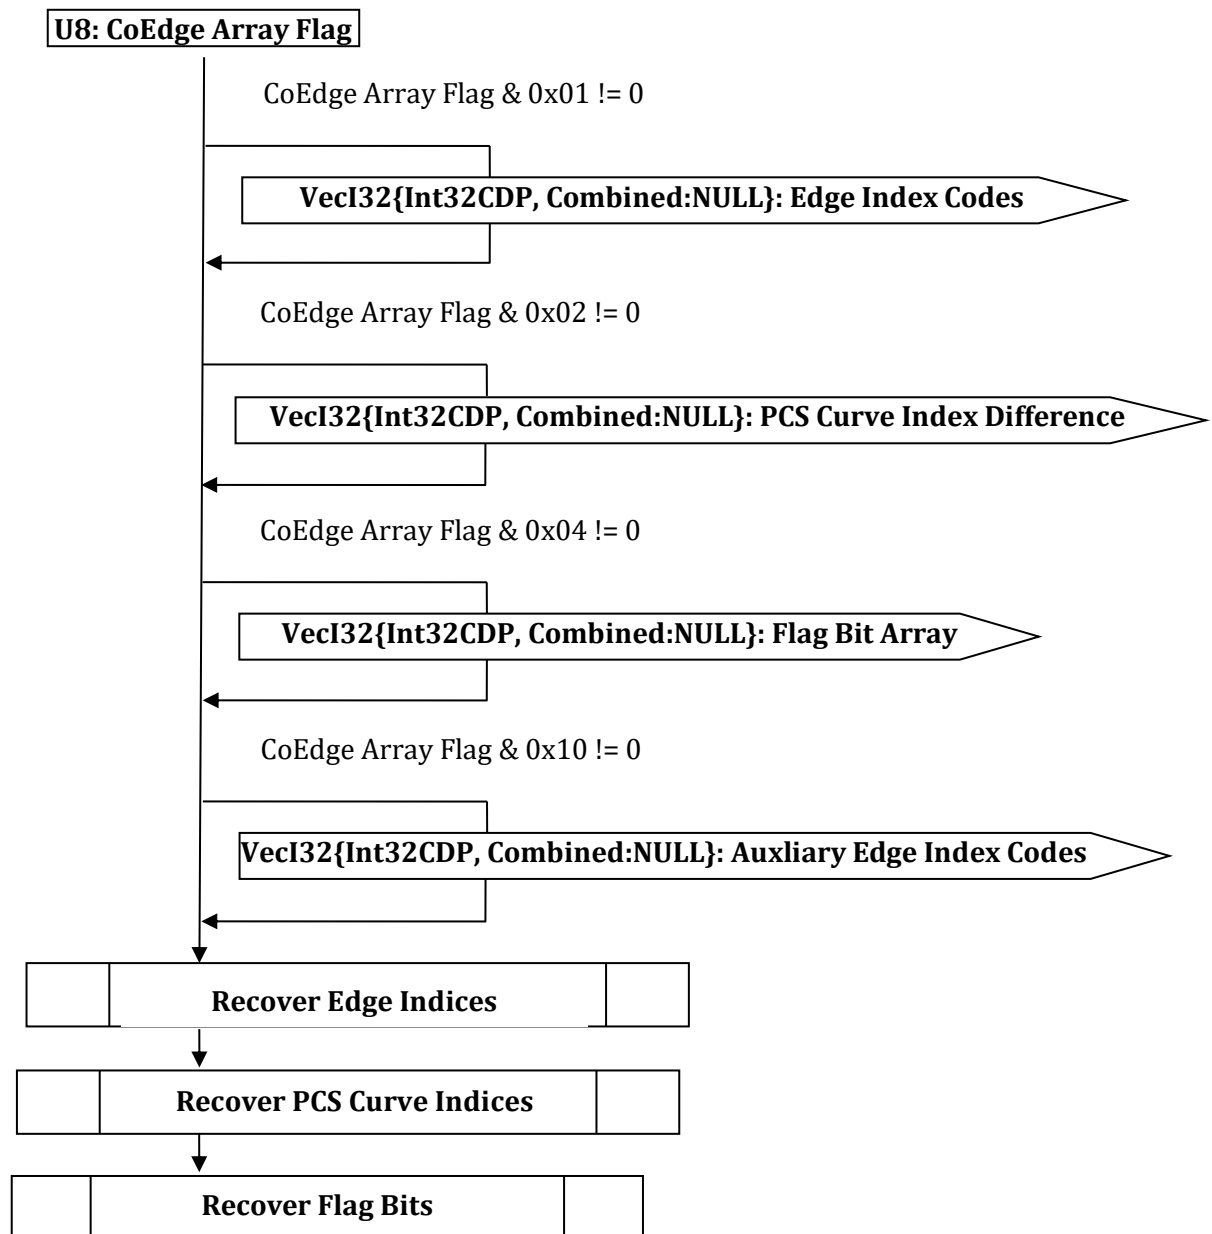 U8: CoEdge Array Flag
CoEdge Array Flag & 0x01 != 0
VecI32{Int32CDP, Combined:NULL}: Edge Index Codes
CoEdge Array Flag & 0x02 != 0
VecI32{Int32CDP, Combined:NULL}: PCS Curve Index Difference
CoEdge Array Flag & 0x04 != 0
VecI32{Int32CDP, Combined:NULL}: Flag Bit Array
CoEdge Array Flag & 0x10 != 0
VecI32{Int32CDP, Combined:NULL}: Auxliary Edge Index Codes
Recover Edge Indices
Recover PCS Curve Indices
Recover Flag Bits